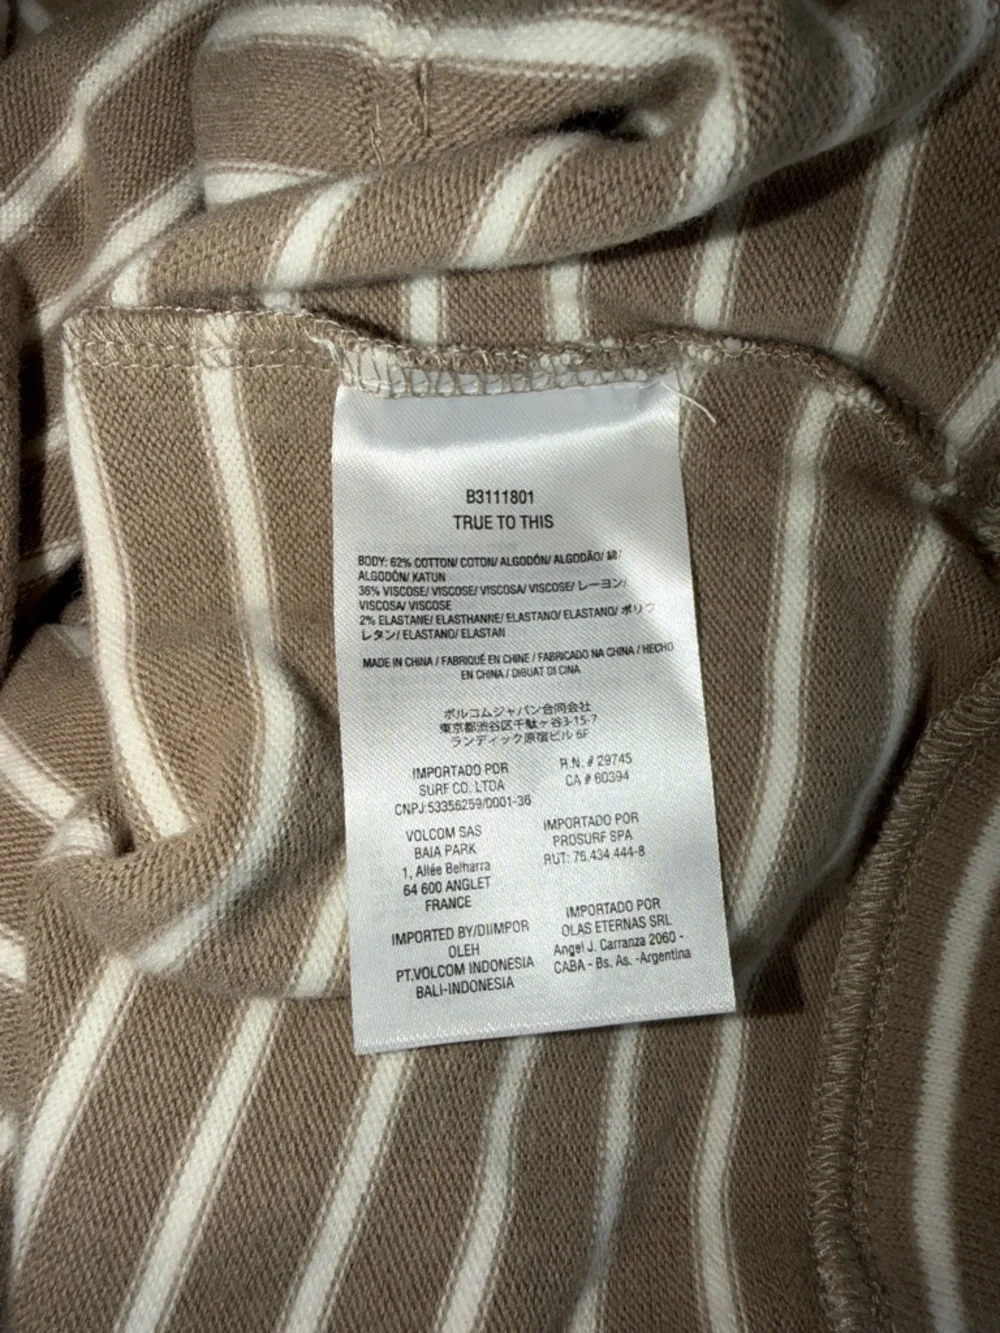 B3111801
TRUE TO THIS
BODY: 62% COTTON/ COTON/ ALGODÓN/ ALGODÃO/ 綿/
ALGODÓN/ KATUN
36% VISCOSE/ VISCOSE/ VISCOSA/ VISCOSE/ レーヨン/
VISCOSA/ VISCOSE
2% ELASTANE/ ELASTHANNE/ ELASTANO/ ELASTANO/ ポリウ
レタン/ ELASTANO/ ELASTAN
MADE IN CHINA / FABRIQUÉ EN CHINE / FABRICADO NA CHINA / HECHO
EN CHINA / DIBUAT DI CINA
ボルコムジャパン合同会社
東京都渋谷区千駄ヶ谷3-15-7
ランディック原宿ビル 6F
IMPORTADO POR
SURF CO. LTDA
CNPJ:53356259/0001-36
R.N. # 29745
CA # 60394
VOLCOM SAS
BAIA PARK
1, Allée Belharra
64 600 ANGLET
FRANCE
IMPORTADO POR
PROSURF SPA
RUT: 76.434.444-8
IMPORTED BY/DIIMPOR
OLEH
PT.VOLCOM INDONESIA
BALI-INDONESIA
IMPORTADO POR
OLAS ETERNAS SRL
Angel J. Carranza 2060 -
CABA - Bs. As. -Argentina